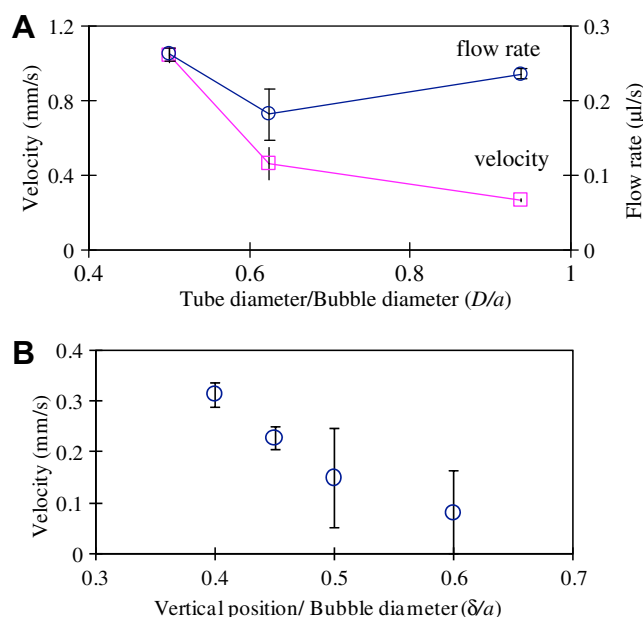 A
1.2
0.8
0.4
0
Velocity (mm/s)
0.3
0.2
0.1
0
Flow rate (µl/s)
flow rate
velocity
0.4 0.6 0.8 1
Tube diameter/Bubble diameter (D/a)
B
0.4
0.3
0.2
0.1
0
Velocity (mm/s)
0.3 0.4 0.5 0.6 0.7
Vertical position/ Bubble diameter (δ/a)